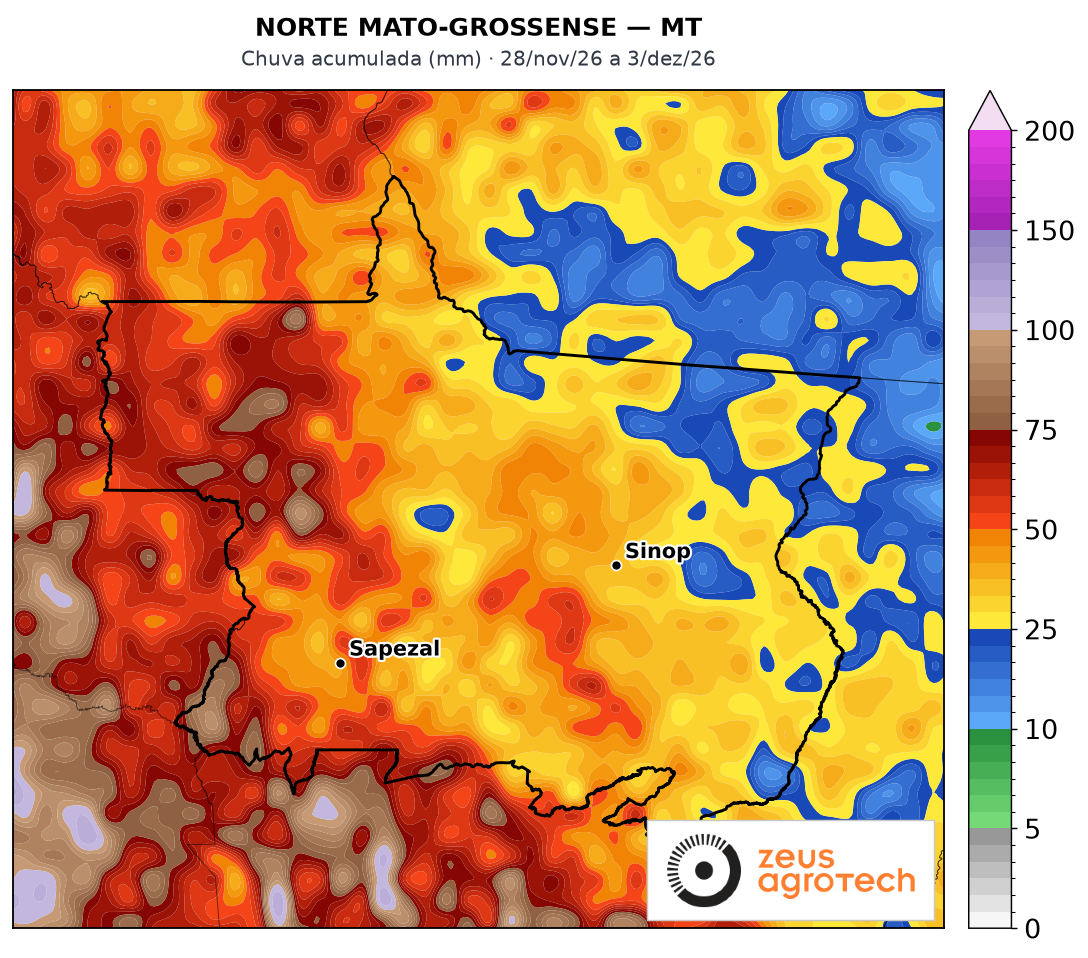 NORTE MATO-GROSSENSE — MT
Chuva acumulada (mm) · 28/nov/26 a 3/dez/26
200
150
100
75
50
25
10
5
0
Sinop
Sapezal
zeus
agrotech